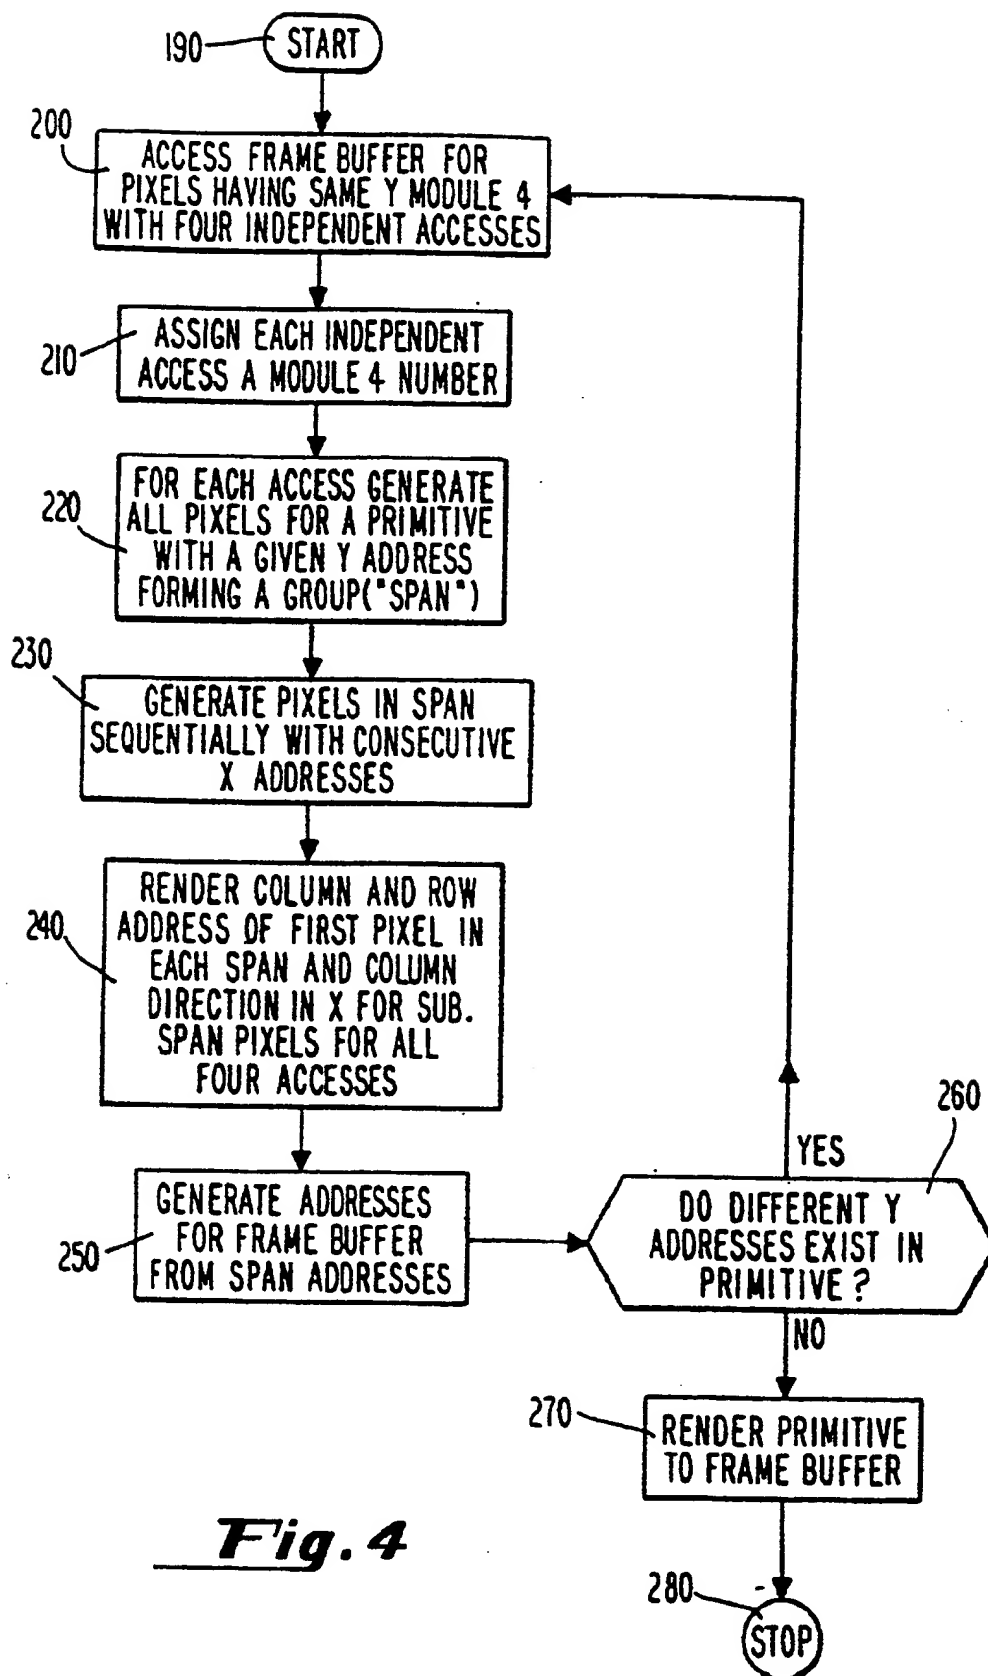 190
START
200
ACCESS FRAME BUFFER FOR
PIXELS HAVING SAME Y MODULE 4
WITH FOUR INDEPENDENT ACCESSES
210
ASSIGN EACH INDEPENDENT
ACCESS A MODULE 4 NUMBER
220
FOR EACH ACCESS GENERATE
ALL PIXELS FOR A PRIMITIVE
WITH A GIVEN Y ADDRESS
FORMING A GROUP("SPAN")
230
GENERATE PIXELS IN SPAN
SEQUENTIALLY WITH CONSECUTIVE
X ADDRESSES
240
RENDER COLUMN AND ROW
ADDRESS OF FIRST PIXEL IN
EACH SPAN AND COLUMN
DIRECTION IN X FOR SUB.
SPAN PIXELS FOR ALL
FOUR ACCESSES
250
GENERATE ADDRESSES
FOR FRAME BUFFER
FROM SPAN ADDRESSES
260
YES
DO DIFFERENT Y
ADDRESSES EXIST IN
PRIMITIVE ?
NO
270
RENDER PRIMITIVE
TO FRAME BUFFER
280
STOP
Fig. 4